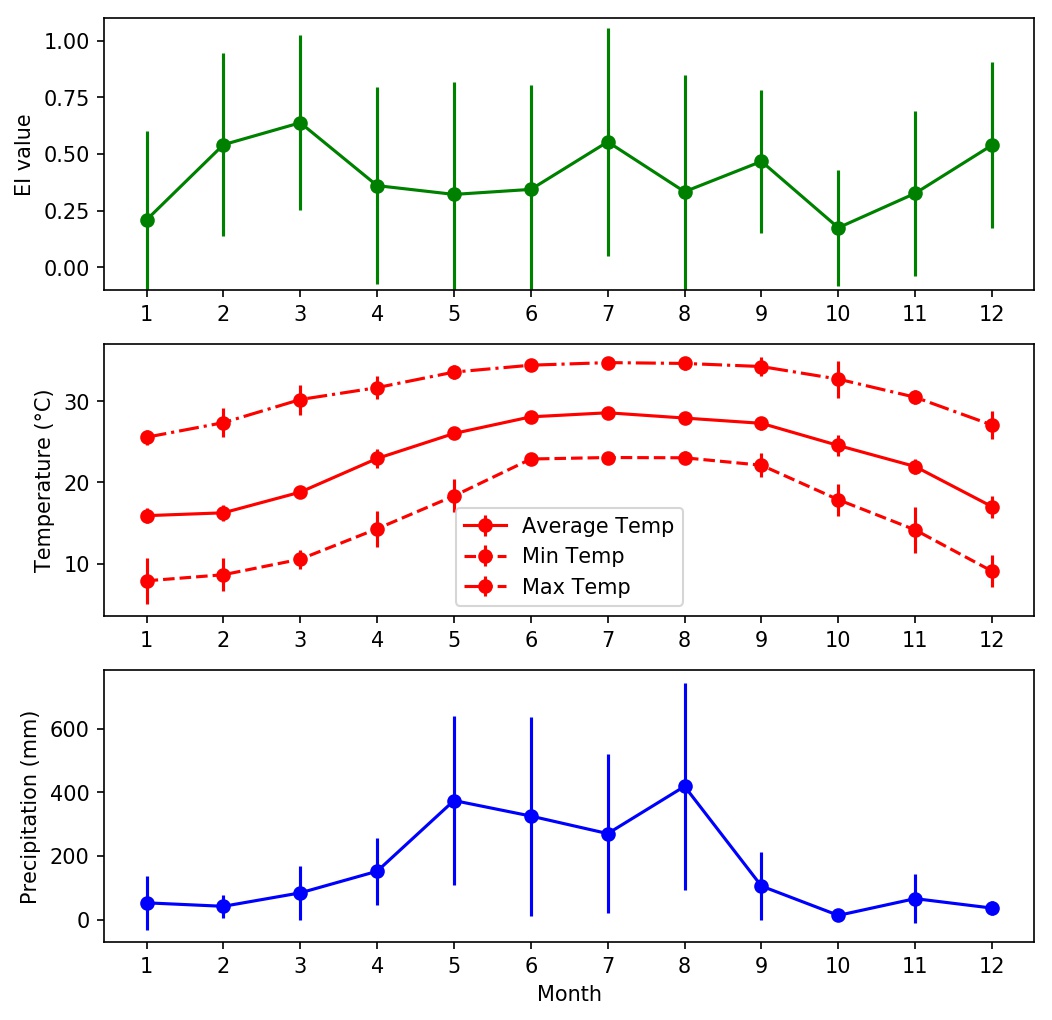 EI value
1.00
0.75
0.50
0.25
0.00
1 2 3 4 5 6 7 8 9 10 11 12
Temperature (°C)
30
20
10
Average Temp
Min Temp
Max Temp
1 2 3 4 5 6 7 8 9 10 11 12
Precipitation (mm)
600
400
200
0
1 2 3 4 5 6 7 8 9 10 11 12
Month